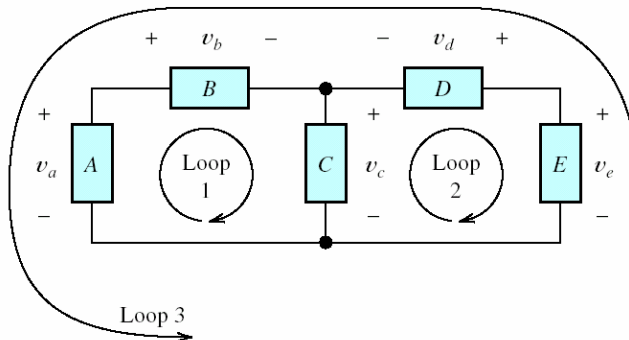 + v_b − − v_d +
B D
+ + +
v_a A Loop 1 C v_c Loop 2 E v_e
− − −
Loop 3